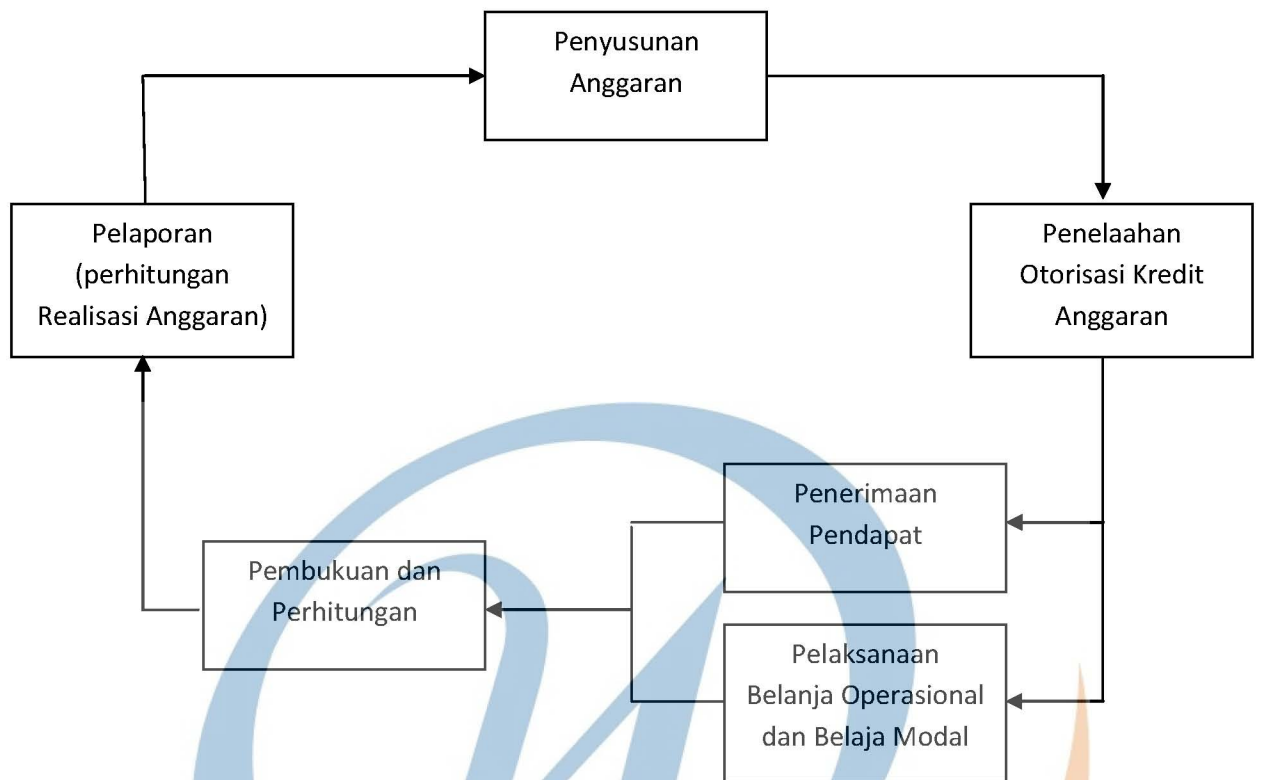 Penyusunan
Anggaran
Pelaporan
(perhitungan
Realisasi Anggaran)
Penelaahan
Otorisasi Kredit
Anggaran
Penerimaan
Pendapat
Pembukuan dan
Perhitungan
Pelaksanaan
Belanja Operasional
dan Belaja Modal